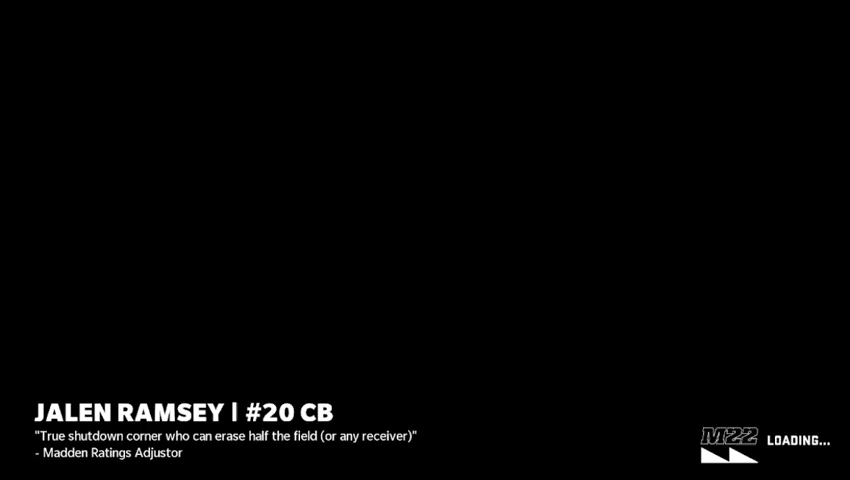 JALEN RAMSEY | #20 CB
"True shutdown corner who can erase half the field (or any receiver)"
- Madden Ratings Adjustor
M22 LOADING...